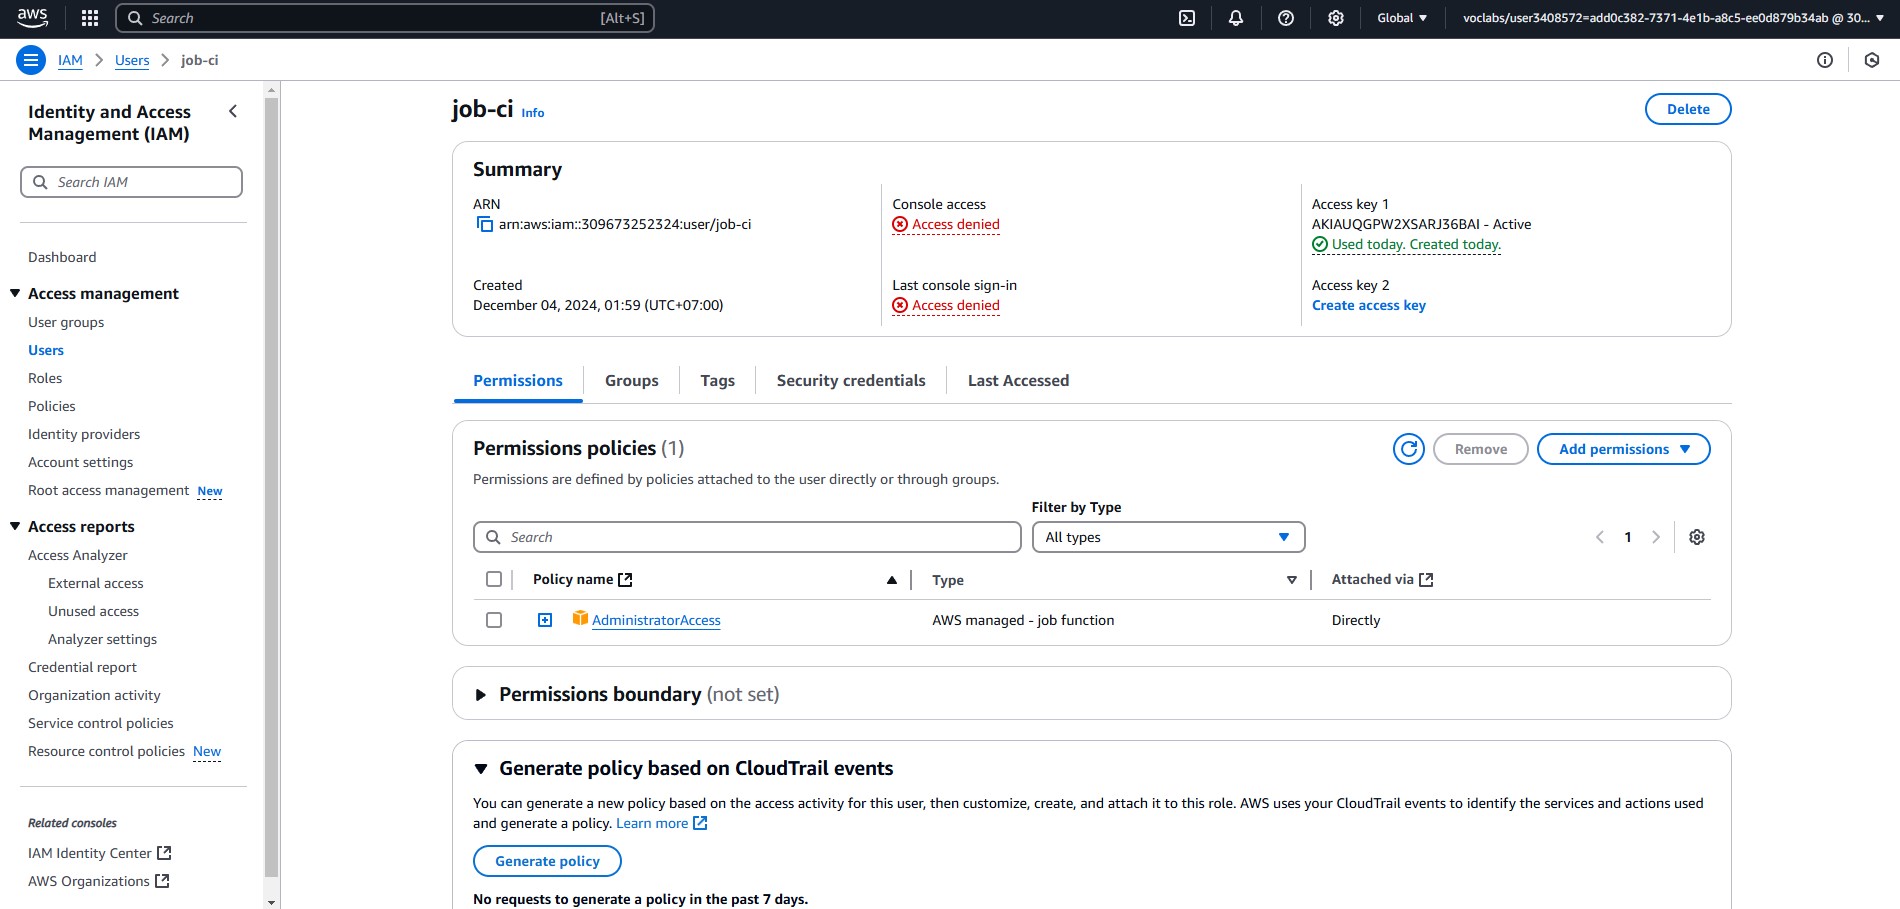 aws
Search [Alt+S]
Global
voclabs/user3408572=add0c382-7371-4e1b-a8c5-ee0d879b34ab @ 30...
IAM > Users > job-ci
Identity and Access
Management (IAM)
Search IAM
Dashboard
Access management
User groups
Users
Roles
Policies
Identity providers
Account settings
Root access management New
Access reports
Access Analyzer
External access
Unused access
Analyzer settings
Credential report
Organization activity
Service control policies
Resource control policies New
Related consoles
IAM Identity Center
AWS Organizations
job-ci Info
Delete
Summary
ARN
arn:aws:iam::309673252324:user/job-ci
Created
December 04, 2024, 01:59 (UTC+07:00)
Console access
Access denied
Last console sign-in
Access denied
Access key 1
AKIAUQGPW2XSARJ36BAI - Active
Used today. Created today.
Access key 2
Create access key
Permissions
Groups
Tags
Security credentials
Last Accessed
Permissions policies (1)
Remove
Add permissions
Permissions are defined by policies attached to the user directly or through groups.
Filter by Type
Search
All types
1
Policy name Type Attached via
AdministratorAccess AWS managed - job function Directly
Permissions boundary (not set)
Generate policy based on CloudTrail events
You can generate a new policy based on the access activity for this user, then customize, create, and attach it to this role. AWS uses your CloudTrail events to identify the services and actions used
and generate a policy. Learn more
Generate policy
No requests to generate a policy in the past 7 days.